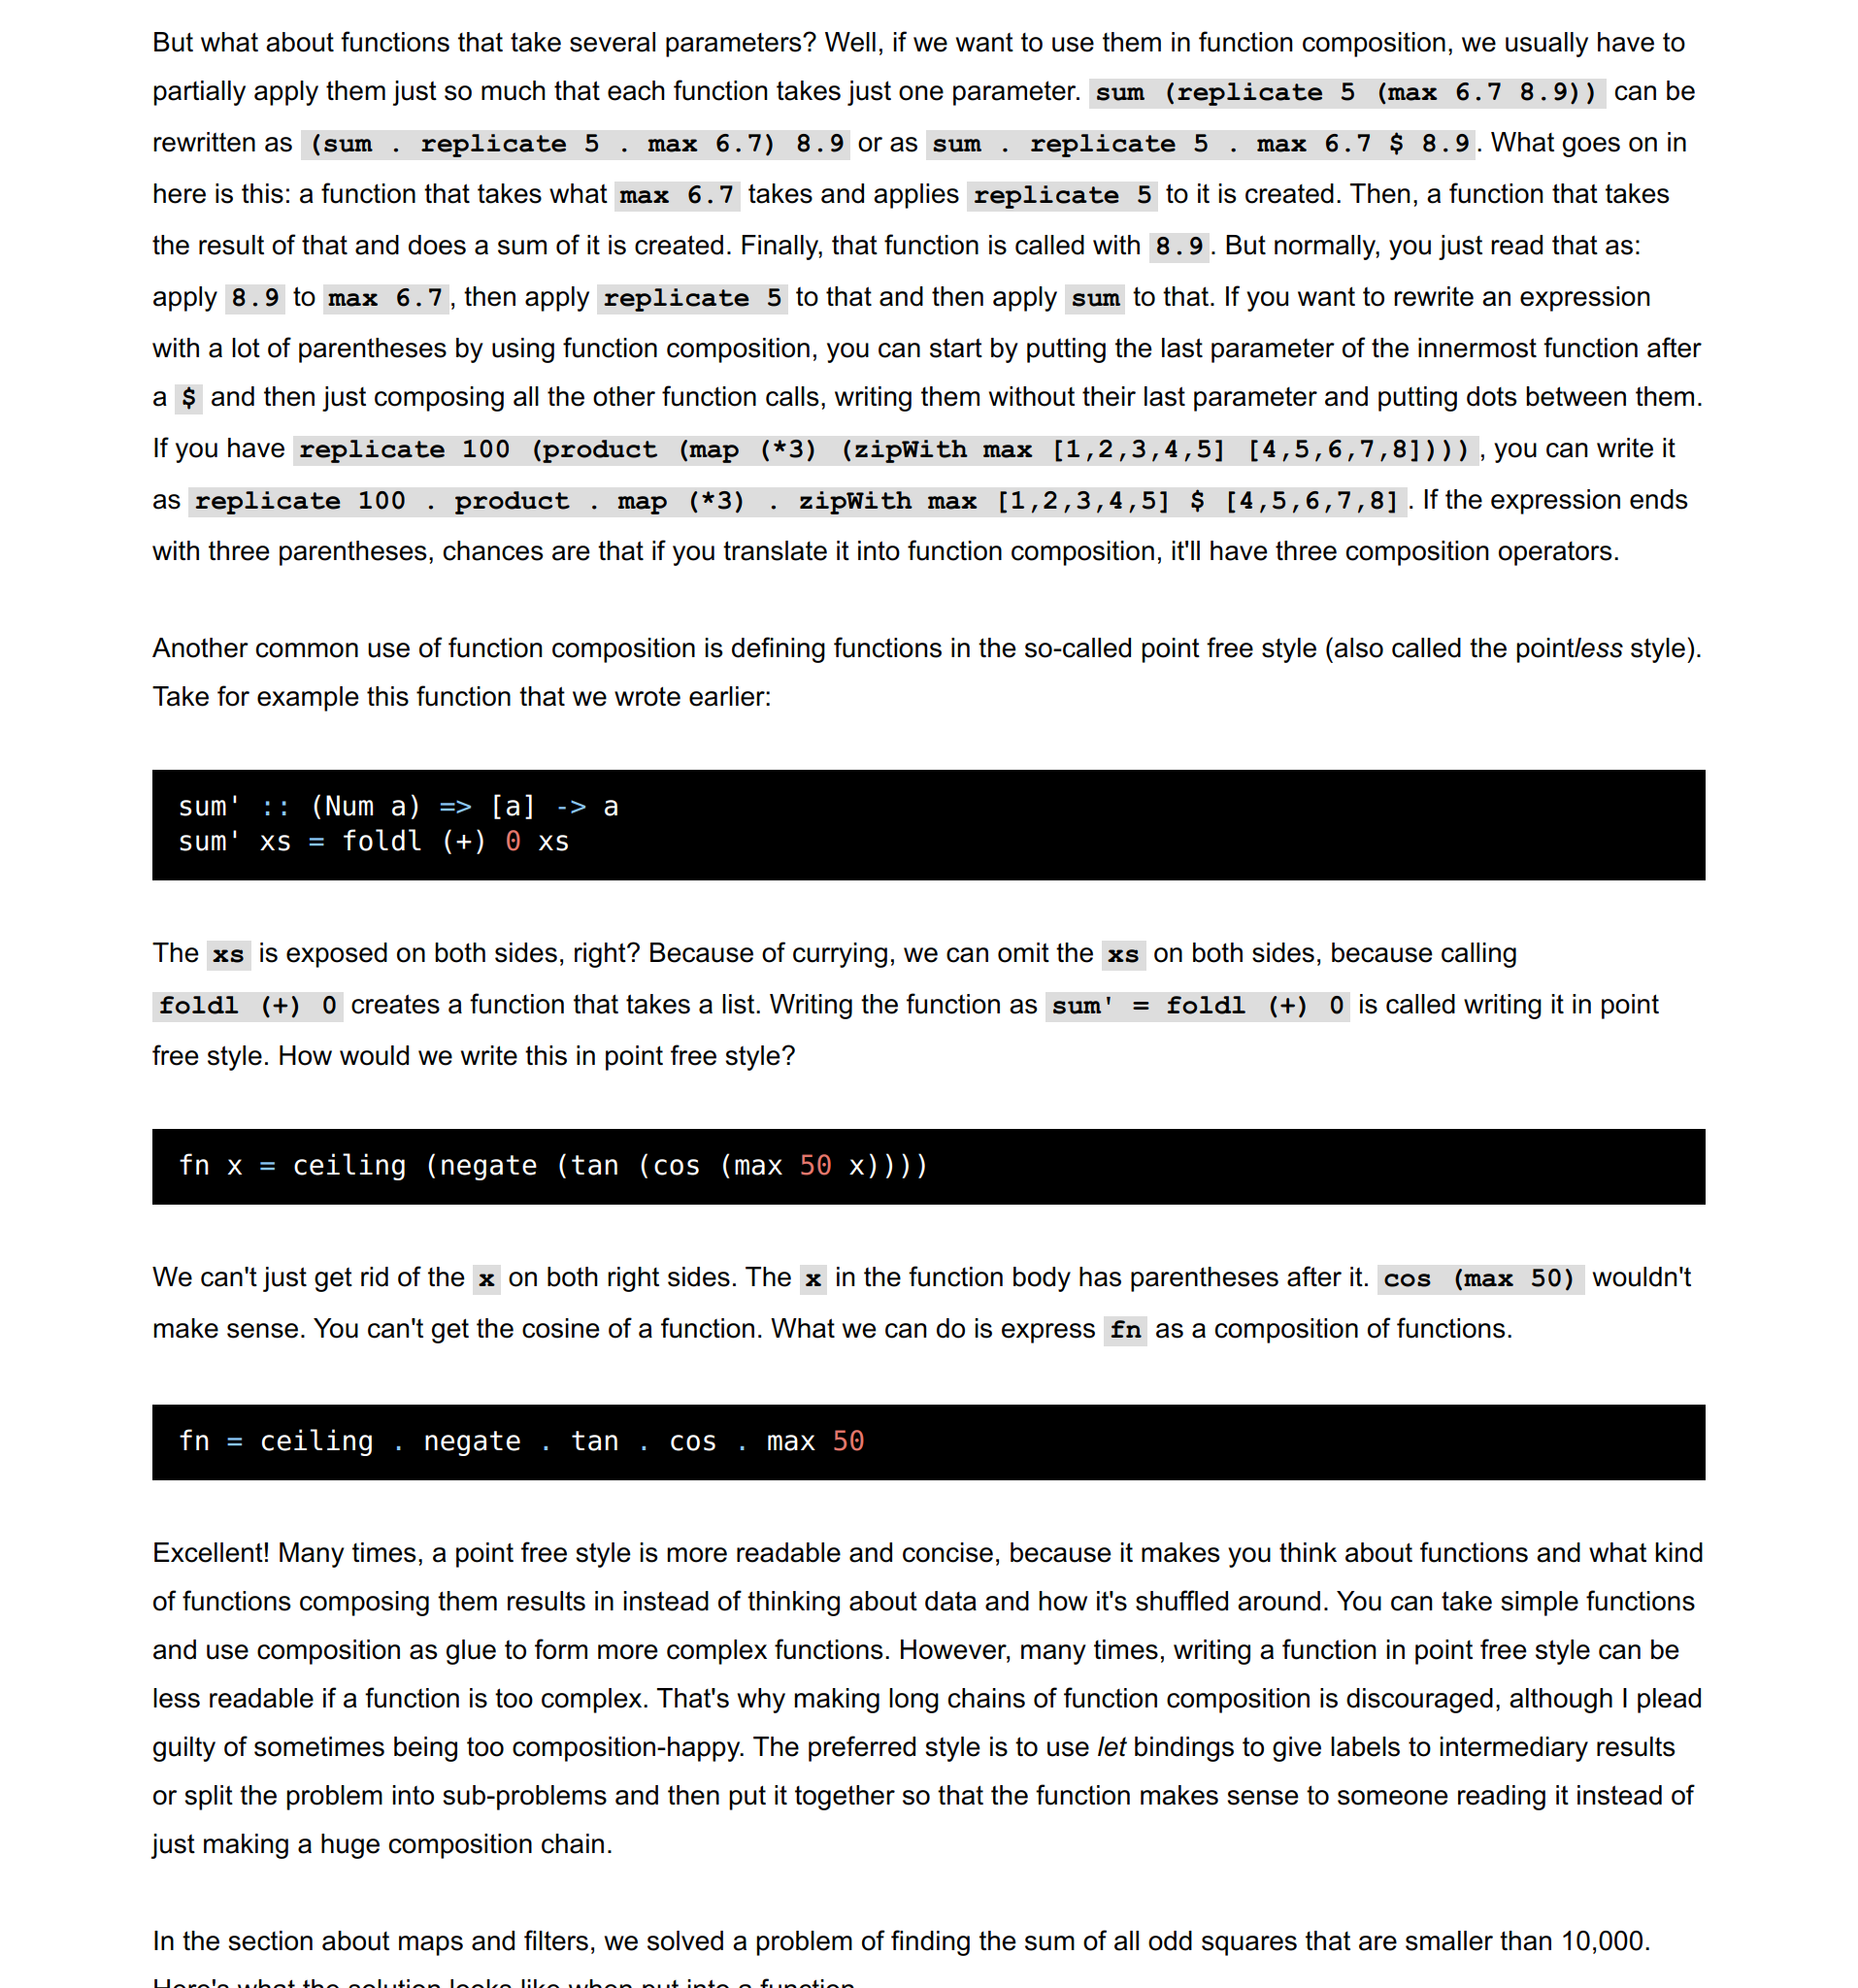 But what about functions that take several parameters? Well, if we want to use them in function composition, we usually have to
partially apply them just so much that each function takes just one parameter. sum (replicate 5 (max 6.7 8.9)) can be
rewritten as (sum . replicate 5 . max 6.7) 8.9 or as sum . replicate 5 . max 6.7 $ 8.9. What goes on in
here is this: a function that takes what max 6.7 takes and applies replicate 5 to it is created. Then, a function that takes
the result of that and does a sum of it is created. Finally, that function is called with 8.9. But normally, you just read that as:
apply 8.9 to max 6.7, then apply replicate 5 to that and then apply sum to that. If you want to rewrite an expression
with a lot of parentheses by using function composition, you can start by putting the last parameter of the innermost function after
a $ and then just composing all the other function calls, writing them without their last parameter and putting dots between them.
If you have replicate 100 (product (map (*3) (zipWith max [1,2,3,4,5] [4,5,6,7,8]))), you can write it
as replicate 100 . product . map (*3) . zipWith max [1,2,3,4,5] $ [4,5,6,7,8]. If the expression ends
with three parentheses, chances are that if you translate it into function composition, it'll have three composition operators.
Another common use of function composition is defining functions in the so-called point free style (also called the pointless style).
Take for example this function that we wrote earlier:
sum' :: (Num a) => [a] -> a
sum' xs = foldl (+) 0 xs
The xs is exposed on both sides, right? Because of currying, we can omit the xs on both sides, because calling
foldl (+) 0 creates a function that takes a list. Writing the function as sum' = foldl (+) 0 is called writing it in point
free style. How would we write this in point free style?
fn x = ceiling (negate (tan (cos (max 50 x))))
We can't just get rid of the x on both right sides. The x in the function body has parentheses after it. cos (max 50) wouldn't
make sense. You can't get the cosine of a function. What we can do is express fn as a composition of functions.
fn = ceiling . negate . tan . cos . max 50
Excellent! Many times, a point free style is more readable and concise, because it makes you think about functions and what kind
of functions composing them results in instead of thinking about data and how it's shuffled around. You can take simple functions
and use composition as glue to form more complex functions. However, many times, writing a function in point free style can be
less readable if a function is too complex. That's why making long chains of function composition is discouraged, although I plead
guilty of sometimes being too composition-happy. The preferred style is to use let bindings to give labels to intermediary results
or split the problem into sub-problems and then put it together so that the function makes sense to someone reading it instead of
just making a huge composition chain.
In the section about maps and filters, we solved a problem of finding the sum of all odd squares that are smaller than 10,000.
Here's what the solution looks like when put into a function